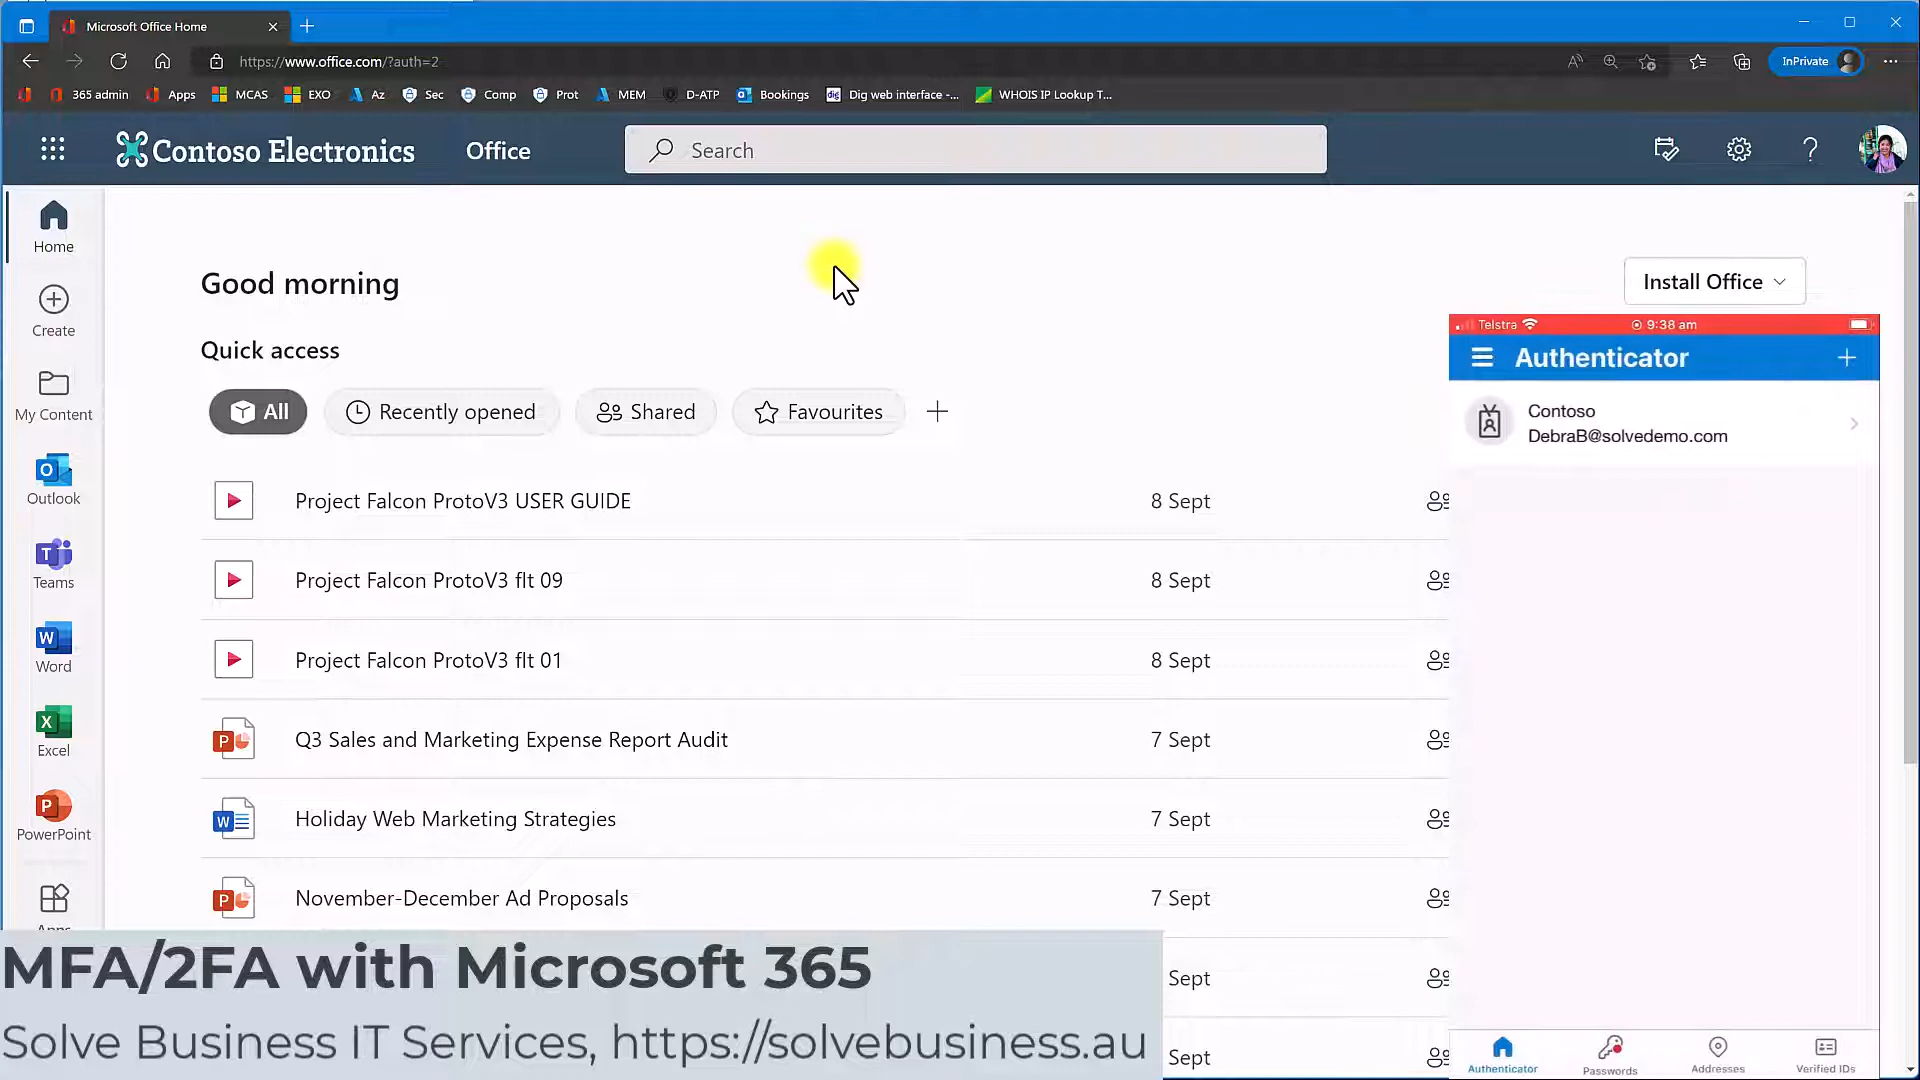 Microsoft Office Home
https://www.office.com/?auth=2
InPrivate
365 admin
Apps
MCAS
EXO
Az
Sec
Comp
Prot
MEM
D-ATP
Bookings
dig
Dig web interface -...
WHOIS IP Lookup T...
Contoso Electronics
Office
Search
Home
Create
My Content
Outlook
Teams
Word
Excel
PowerPoint
Apps
Good morning
Install Office
Quick access
All
Recently opened
Shared
Favourites
Project Falcon ProtoV3 USER GUIDE
8 Sept
Project Falcon ProtoV3 flt 09
8 Sept
Project Falcon ProtoV3 flt 01
8 Sept
Q3 Sales and Marketing Expense Report Audit
7 Sept
Holiday Web Marketing Strategies
7 Sept
November-December Ad Proposals
7 Sept
Sept
Sept
Telstra
9:38 am
Authenticator
Contoso
DebraB@solvedemo.com
Authenticator
Passwords
Addresses
Verified IDs
MFA/2FA with Microsoft 365
Solve Business IT Services, https://solvebusiness.au